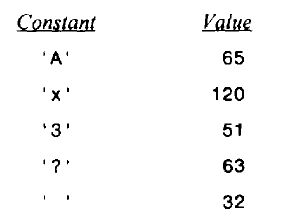 Constant Value
'A' 65
'x' 120
'3' 51
'?' 63
' ' 32